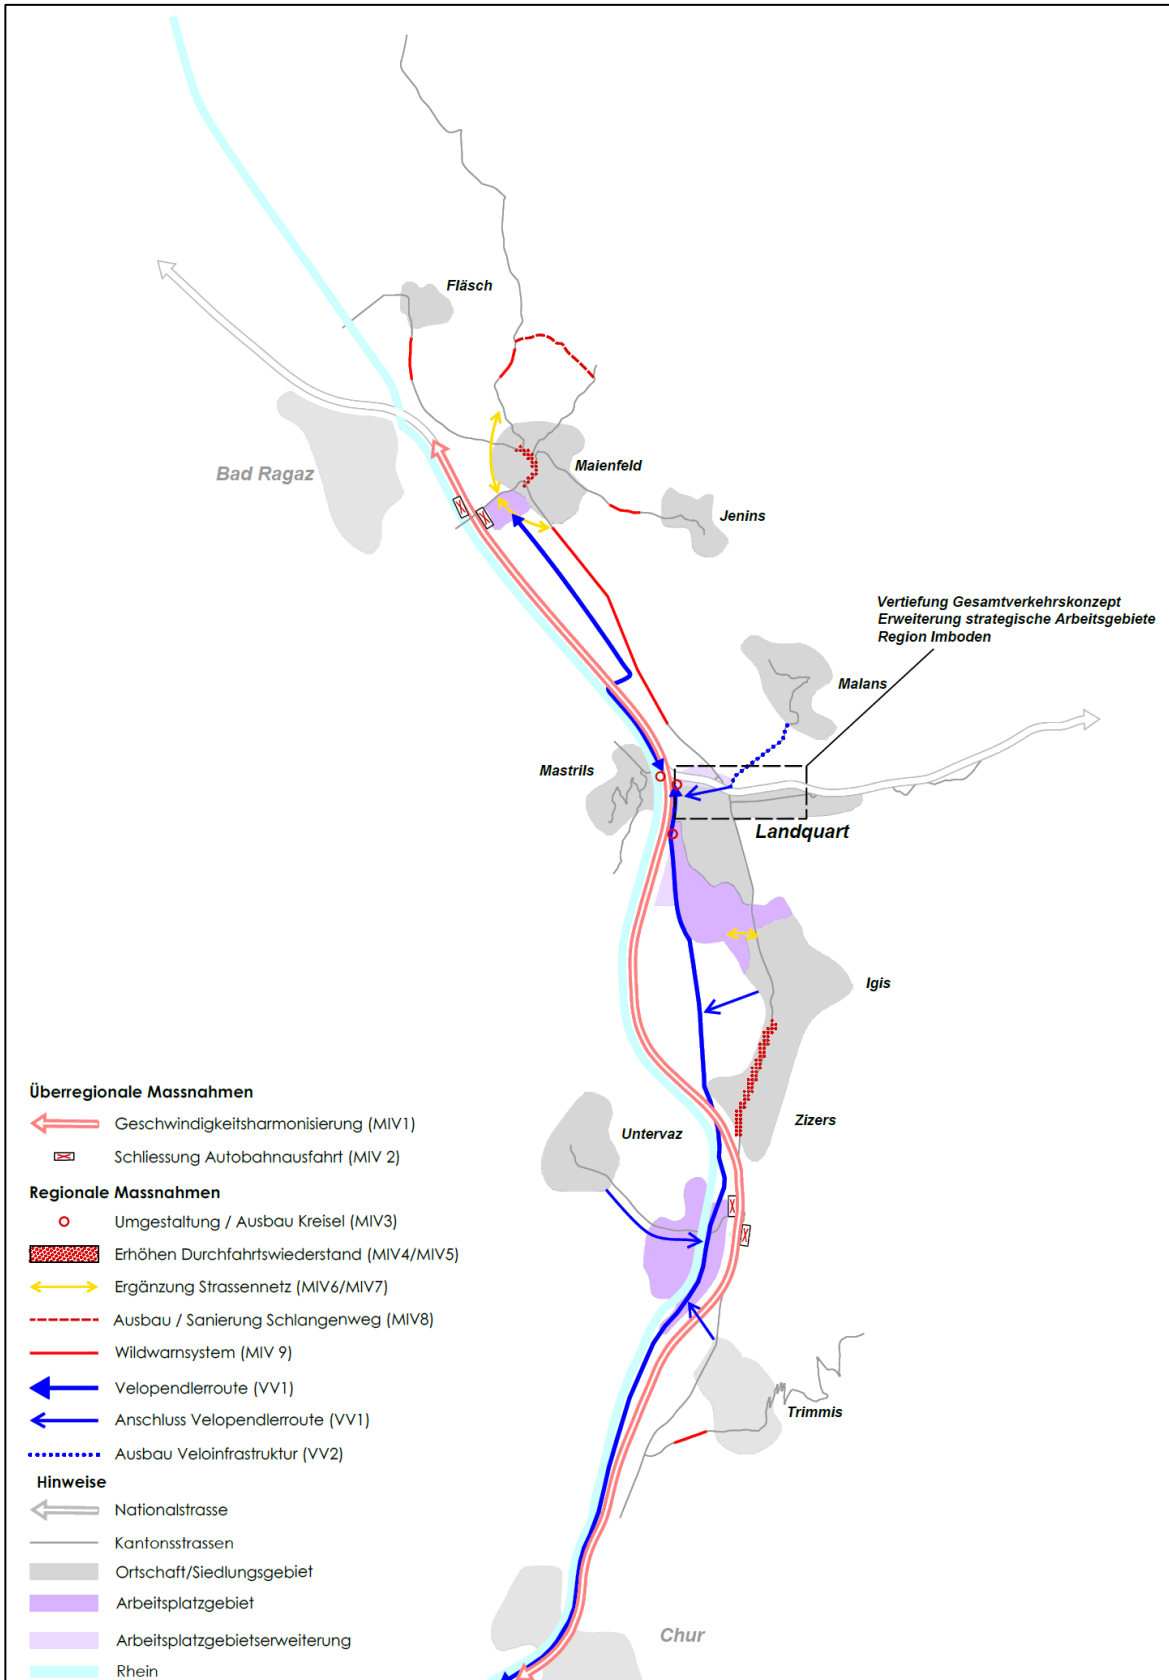 Fläsch
Bad Ragaz
Maienfeld
Jenins
Vertiefung Gesamtverkehrskonzept
Erweiterung strategische Arbeitsgebiete
Region Imboden
Malans
Mastrils
Landquart
Igis
Zizers
Untervaz
Trimmis
Chur
Überregionale Massnahmen
Geschwindigkeitsharmonisierung (MIV1)
Schliessung Autobahnausfahrt (MIV 2)
Regionale Massnahmen
Umgestaltung / Ausbau Kreisel (MIV3)
Erhöhen Durchfahrtswiederstand (MIV4/MIV5)
Ergänzung Strassennetz (MIV6/MIV7)
Ausbau / Sanierung Schlangenweg (MIV8)
Wildwarnsystem (MIV 9)
Velopendlerroute (VV1)
Anschluss Velopendlerroute (VV1)
Ausbau Veloinfrastruktur (VV2)
Hinweise
Nationalstrasse
Kantonsstrassen
Ortschaft/Siedlungsgebiet
Arbeitsplatzgebiet
Arbeitsplatzgebietserweiterung
Rhein